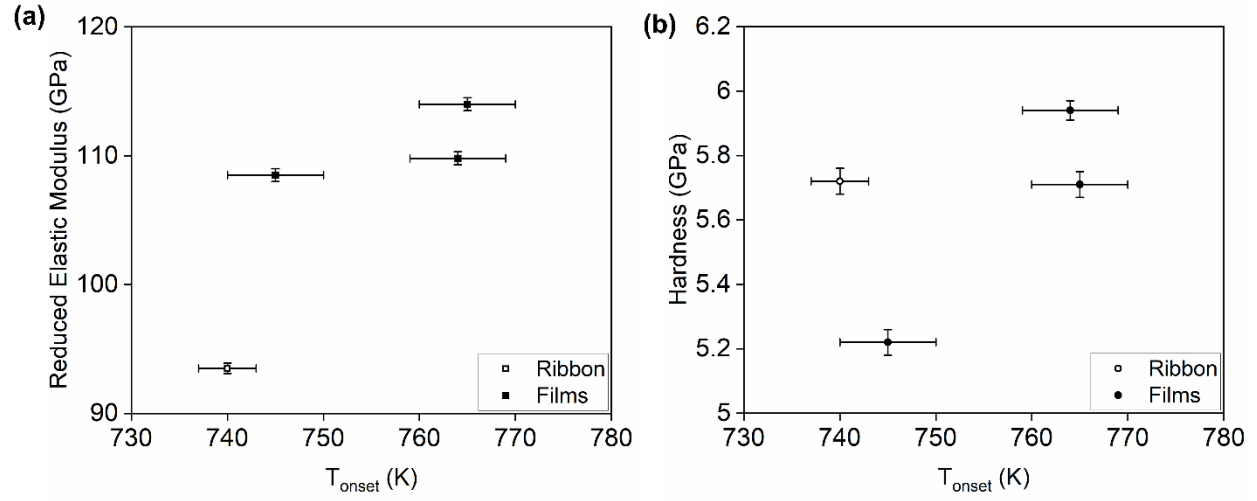 (a)
120
110
100
90
Reduced Elastic Modulus (GPa)
730 740 750 760 770 780
T_onset (K)
Ribbon
Films
(b)
6.2
6
5.8
5.6
5.4
5.2
5
Hardness (GPa)
730 740 750 760 770 780
T_onset (K)
Ribbon
Films